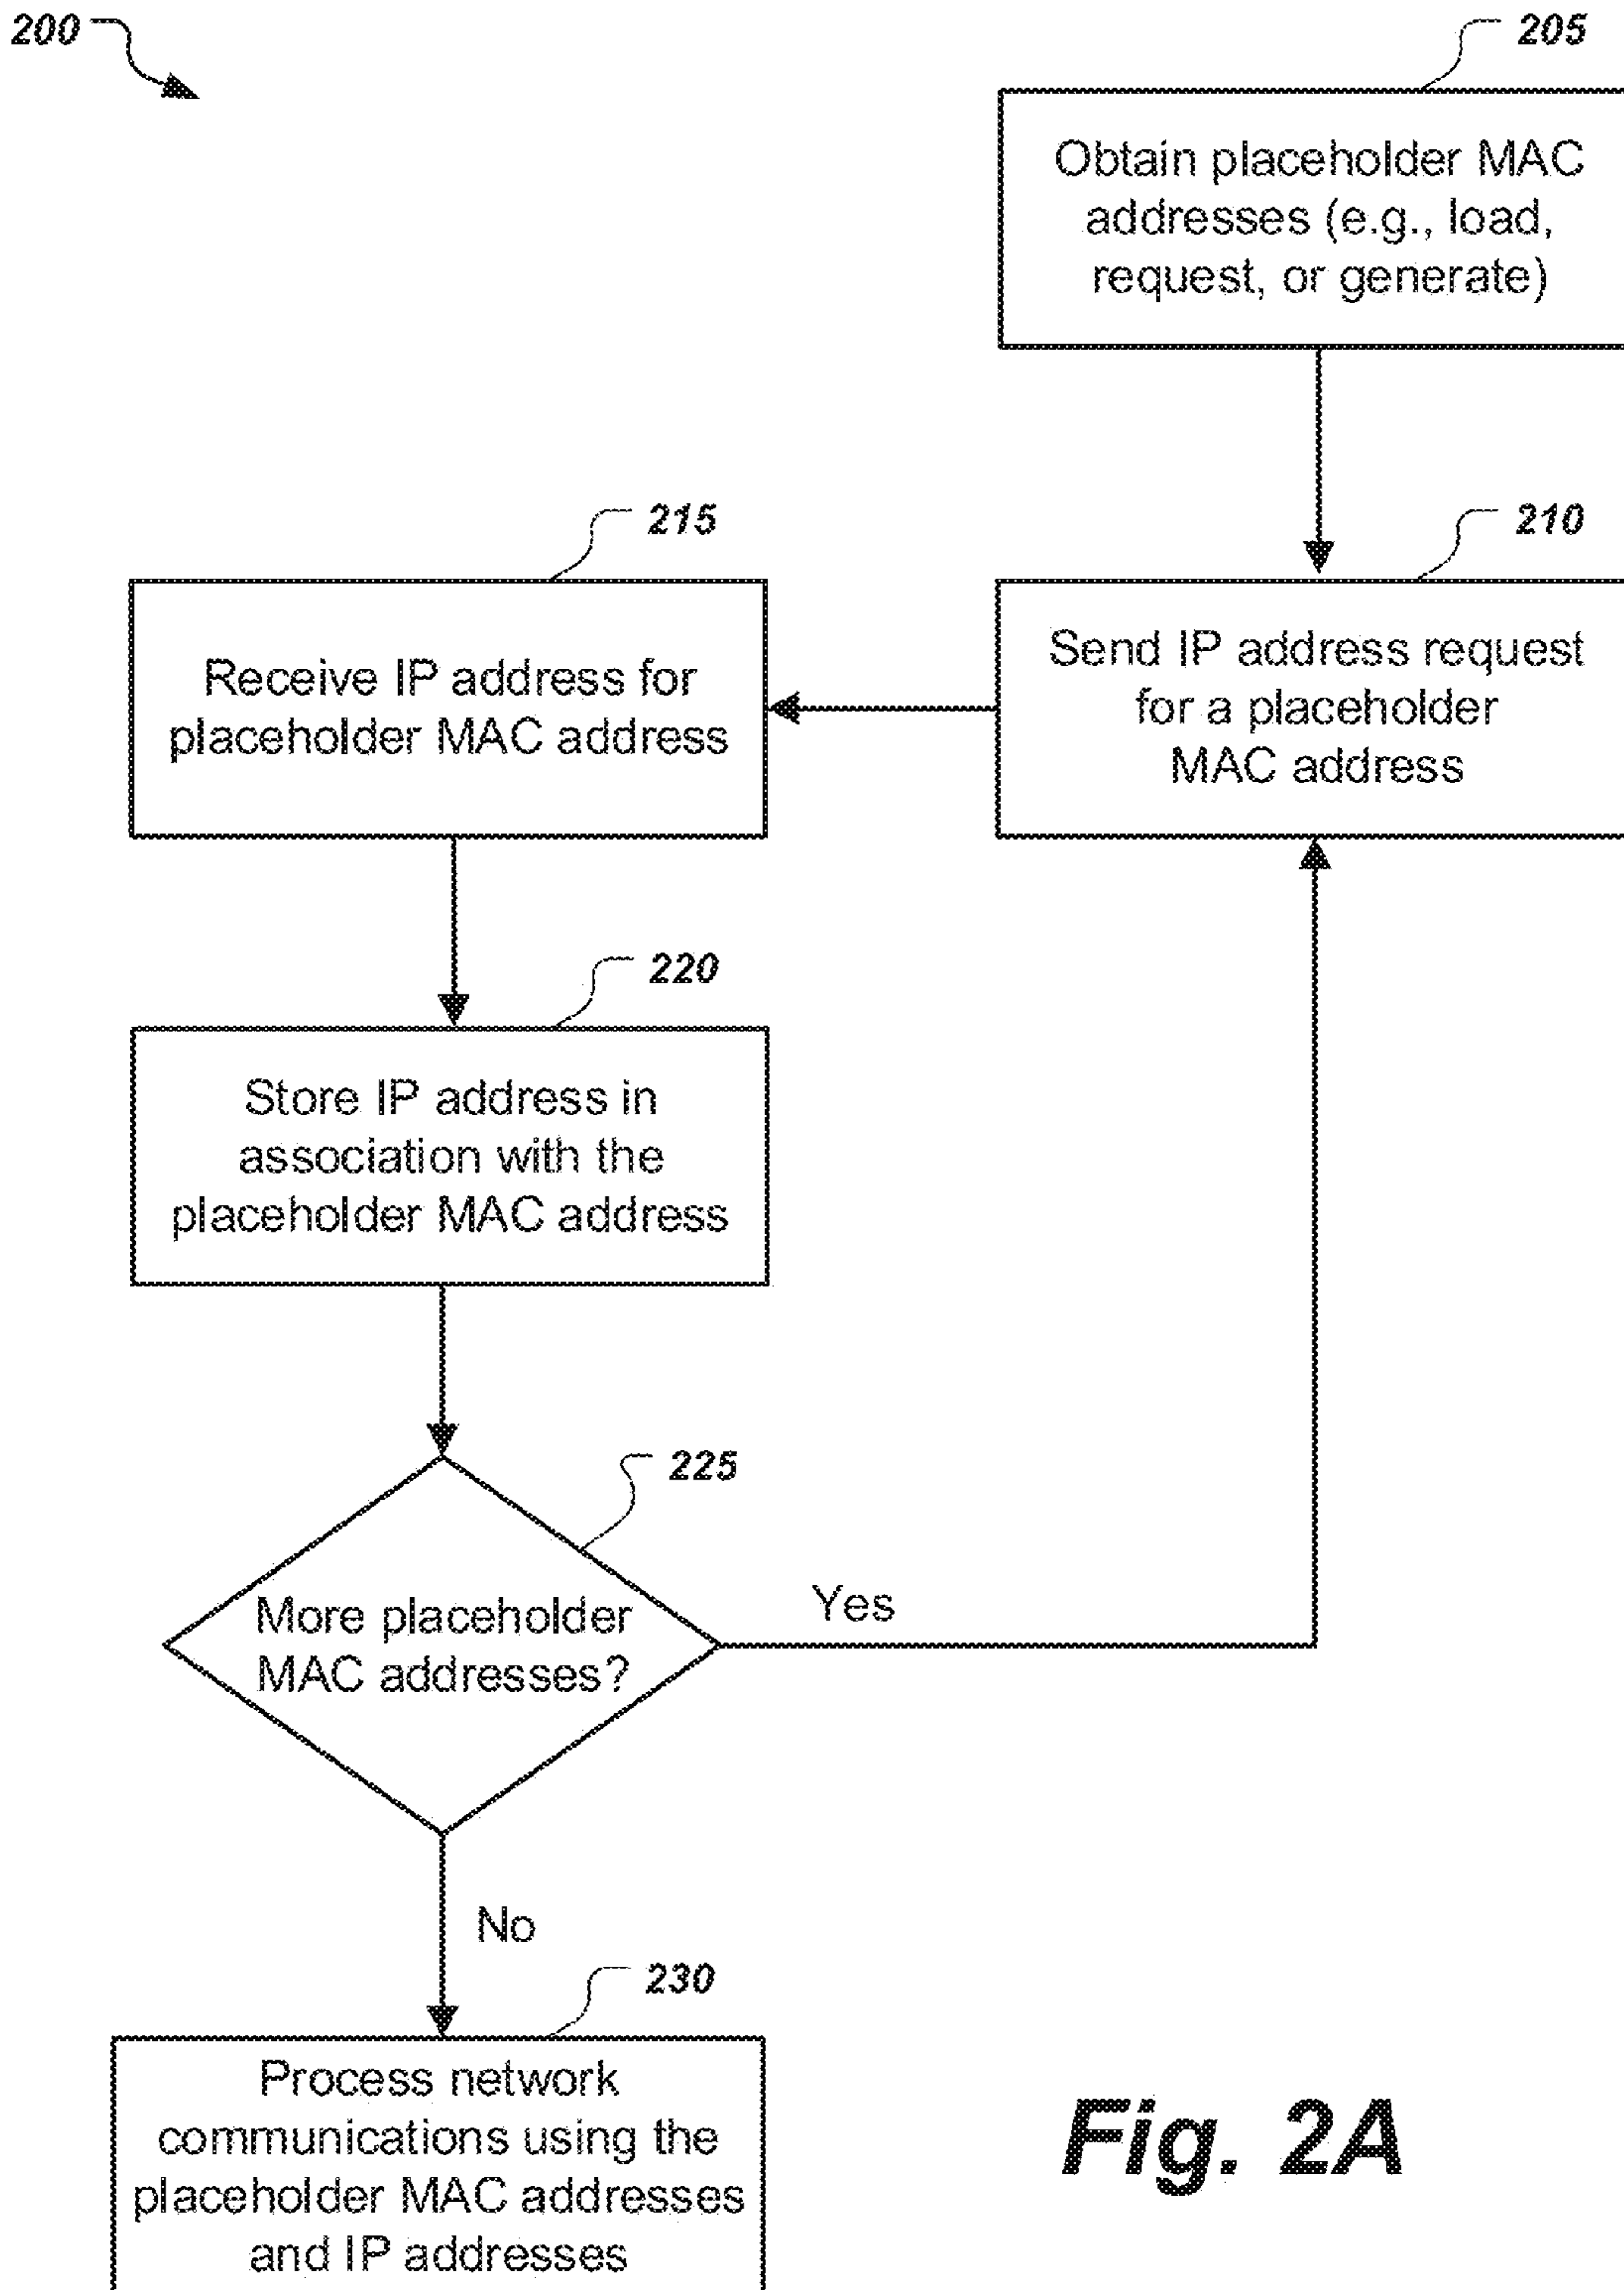 200
205
Obtain placeholder MAC
addresses (e.g., load,
request, or generate)
210
Send IP address request
for a placeholder
MAC address
215
Receive IP address for
placeholder MAC address
220
Store IP address in
association with the
placeholder MAC address
225
More placeholder
MAC addresses?
Yes
No
230
Process network
communications using the
placeholder MAC addresses
and IP addresses
Fig. 2A